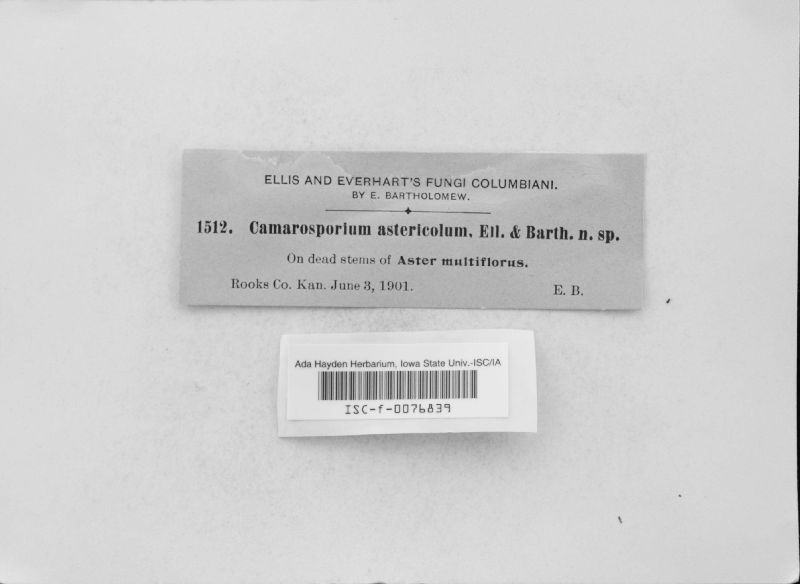 ELLIS AND EVERHART'S FUNGI COLUMBIANI.
BY E. BARTHOLOMEW.
1512. Camarosporium astericolum, Ell. & Barth. n. sp.
On dead stems of Aster multiflorus.
Rooks Co. Kan. June 3, 1901. E. B.
Ada Hayden Herbarium, Iowa State Univ.-ISC/IA
ISC-f-0076839